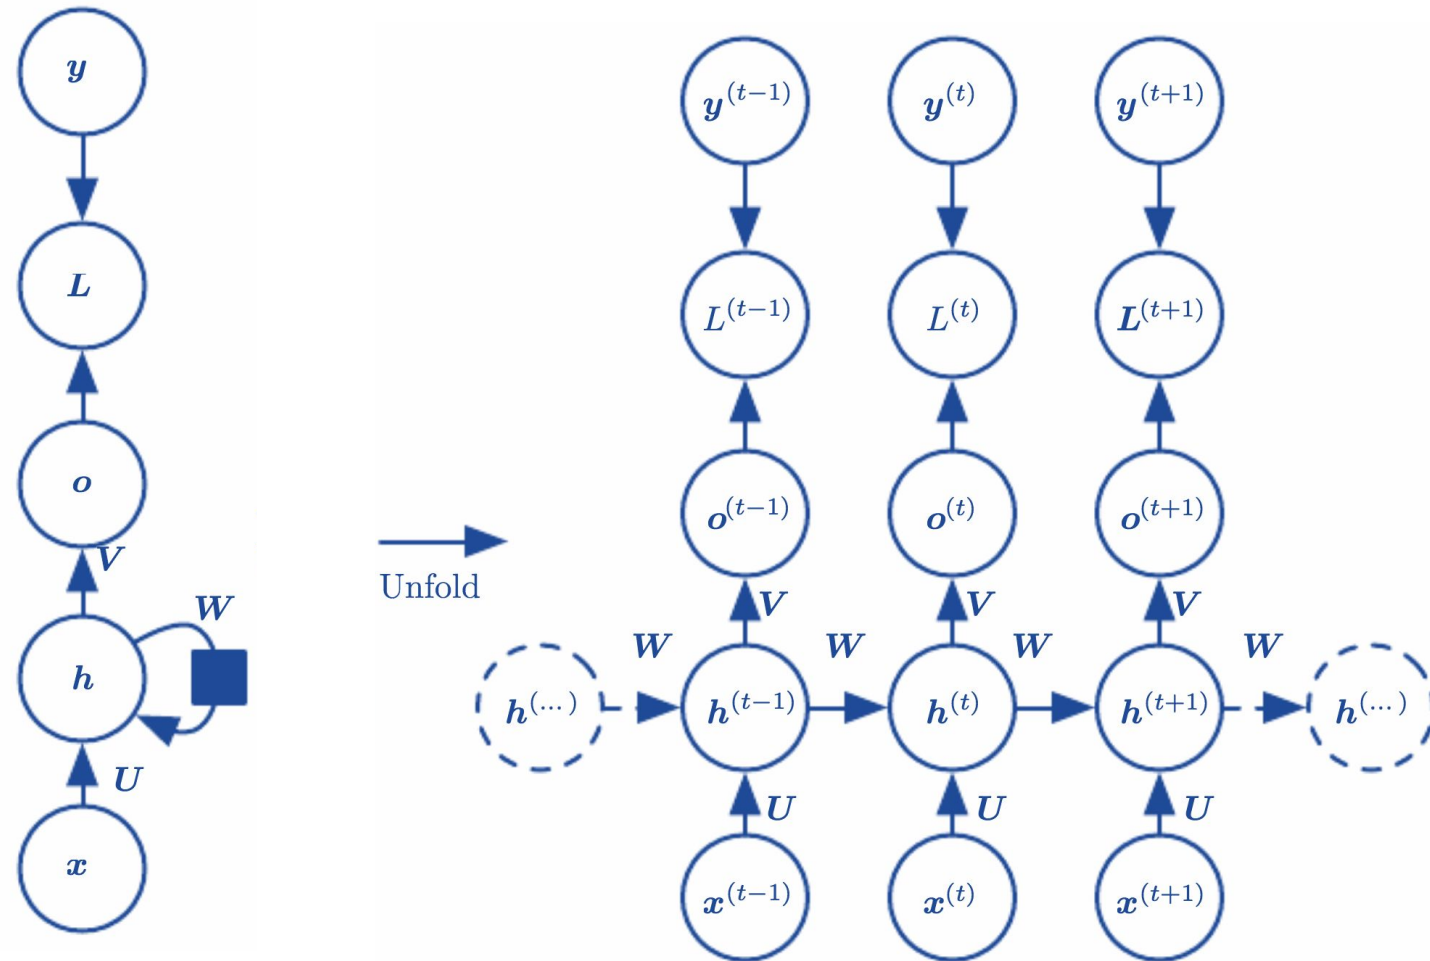 y
L
o
V
W
h
U
x
Unfold
y^(t−1) y^(t) y^(t+1)
L^(t−1) L^(t) L^(t+1)
o^(t−1) o^(t) o^(t+1)
V V V
W W W W
h^(...) h^(t−1) h^(t) h^(t+1) h^(...)
U U U
x^(t−1) x^(t) x^(t+1)